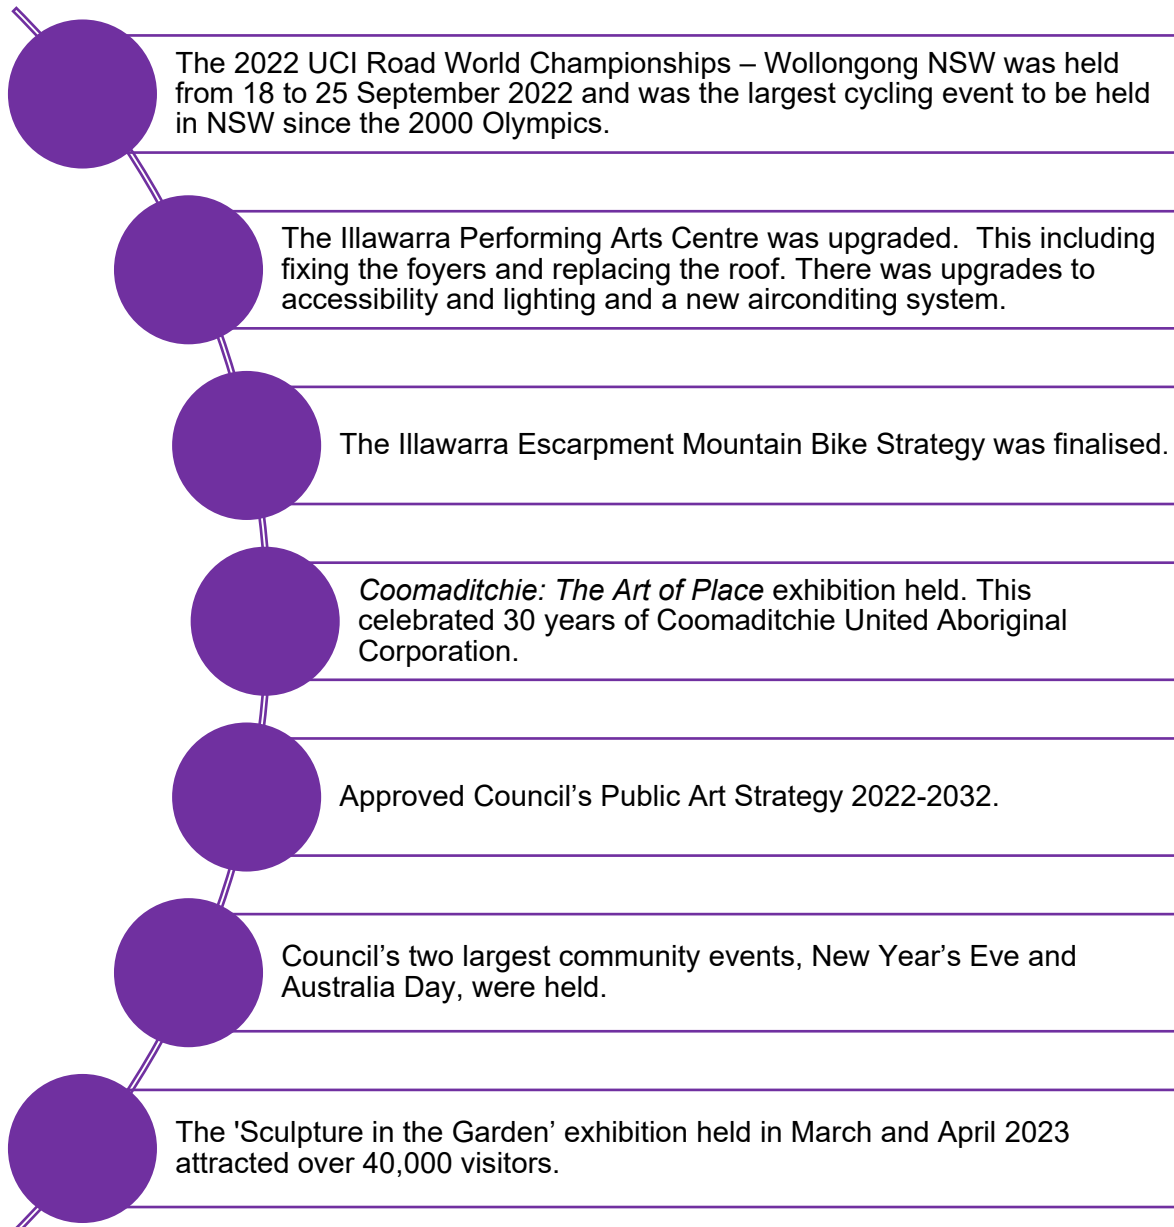 The 2022 UCI Road World Championships – Wollongong NSW was held
from 18 to 25 September 2022 and was the largest cycling event to be held
in NSW since the 2000 Olympics.
The Illawarra Performing Arts Centre was upgraded.  This including
fixing the foyers and replacing the roof. There was upgrades to
accessibility and lighting and a new airconditing system.
The Illawarra Escarpment Mountain Bike Strategy was finalised.
Coomaditchie: The Art of Place exhibition held. This
celebrated 30 years of Coomaditchie United Aboriginal
Corporation.
Approved Council’s Public Art Strategy 2022-2032.
Council’s two largest community events, New Year’s Eve and
Australia Day, were held.
The 'Sculpture in the Garden’ exhibition held in March and April 2023
attracted over 40,000 visitors.